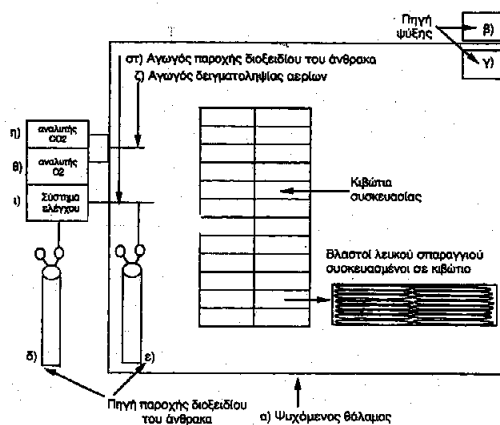 Πηγή
ψύξης
β)
γ)
στ) Αγωγός παροχής διοξειδίου του άνθρακα
ζ) Αγωγός δειγματοληψίας αερίων
η) αναλυτής
CO2
θ) αναλυτής
O2
ι) Σύστημα
ελέγχου
Κιβώτια
συσκευασίας
Βλαστοί λευκού σπαραγγιού
συσκευασμένοι σε κιβώτιο
δ)
ε)
Πηγή παροχής διοξειδίου
του άνθρακα
α) Ψυχόμενος θάλαμος